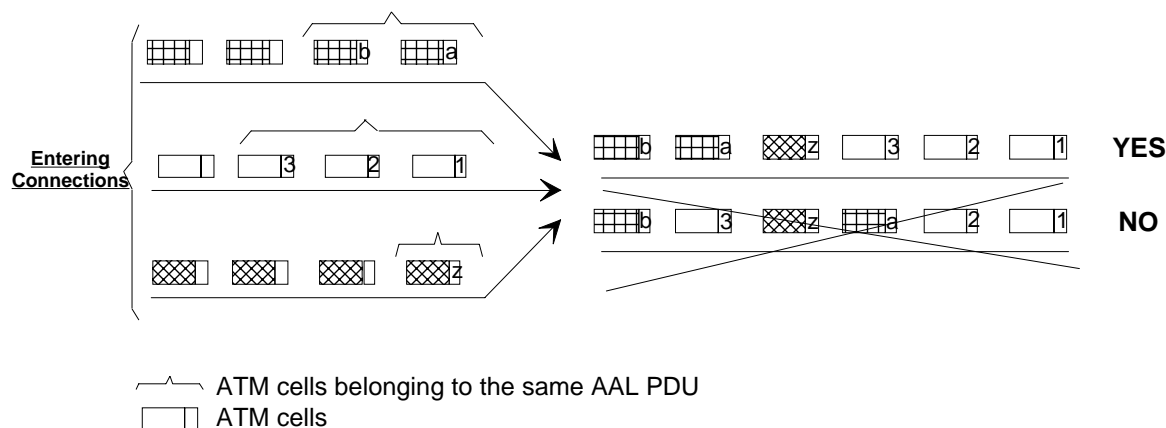 b a
b a z 3 2 1 YES
Entering
Connections
3 2 1
b 3 z a 2 1 NO
z
ATM cells belonging to the same AAL PDU
ATM cells